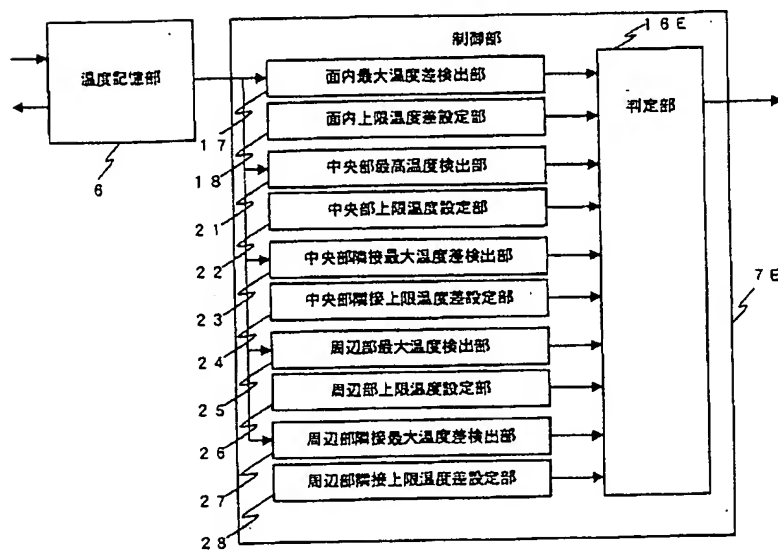 制御部
16E
温度記憶部
6
面内最大温度差検出部
17
面内上限温度差設定部
18
中央部最高温度検出部
21
中央部上限温度設定部
22
中央部隣接最大温度差検出部
23
中央部隣接上限温度差設定部
24
周辺部最大温度検出部
25
周辺部上限温度設定部
26
周辺部隣接最大温度差検出部
27
周辺部隣接上限温度差設定部
28
判定部
7E